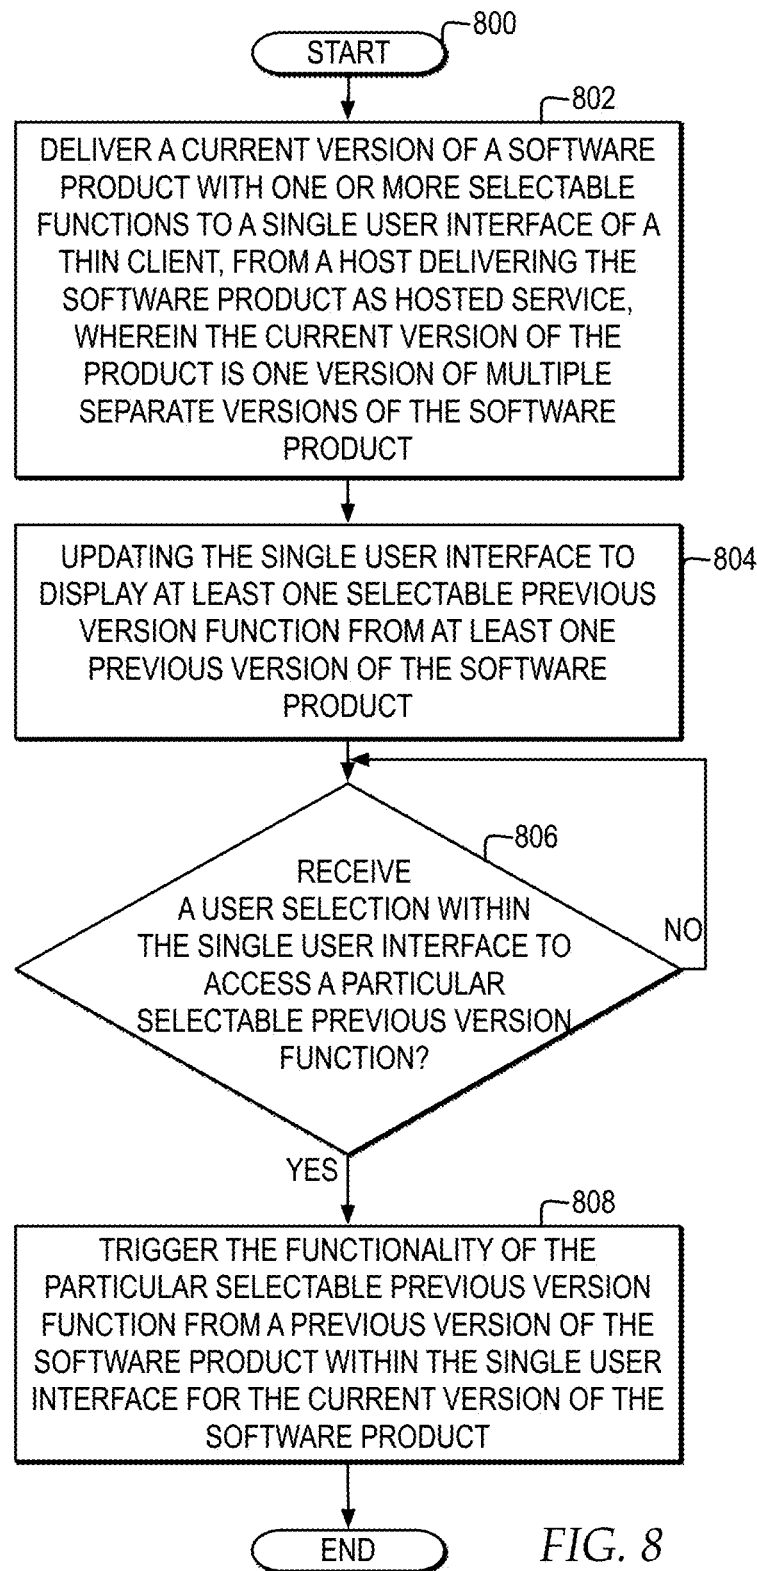 START
800
802
DELIVER A CURRENT VERSION OF A SOFTWARE
PRODUCT WITH ONE OR MORE SELECTABLE
FUNCTIONS TO A SINGLE USER INTERFACE OF A
THIN CLIENT, FROM A HOST DELIVERING THE
SOFTWARE PRODUCT AS HOSTED SERVICE,
WHEREIN THE CURRENT VERSION OF THE
PRODUCT IS ONE VERSION OF MULTIPLE
SEPARATE VERSIONS OF THE SOFTWARE
PRODUCT
804
UPDATING THE SINGLE USER INTERFACE TO
DISPLAY AT LEAST ONE SELECTABLE PREVIOUS
VERSION FUNCTION FROM AT LEAST ONE
PREVIOUS VERSION OF THE SOFTWARE
PRODUCT
806
RECEIVE
A USER SELECTION WITHIN
THE SINGLE USER INTERFACE TO
ACCESS A PARTICULAR
SELECTABLE PREVIOUS VERSION
FUNCTION?
NO
YES
808
TRIGGER THE FUNCTIONALITY OF THE
PARTICULAR SELECTABLE PREVIOUS VERSION
FUNCTION FROM A PREVIOUS VERSION OF THE
SOFTWARE PRODUCT WITHIN THE SINGLE USER
INTERFACE FOR THE CURRENT VERSION OF THE
SOFTWARE PRODUCT
END
FIG. 8